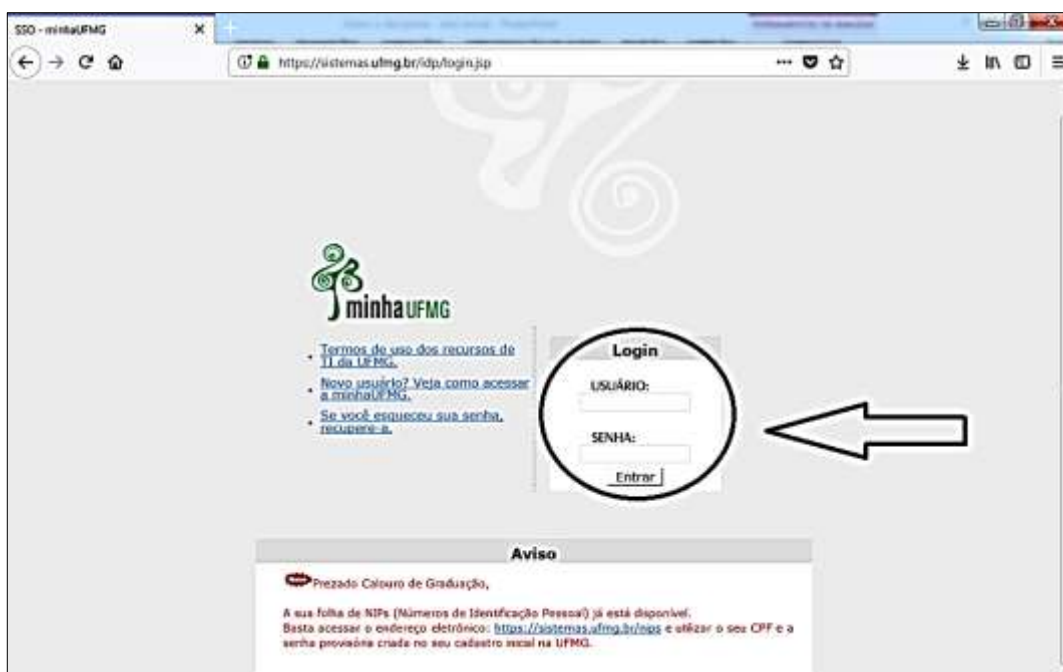 SSO - minhaUFMG
https://sistemas.ufmg.br/idp/login.jsp
minhaUFMG
Termos de uso dos recursos de
TI da UFMG.
Novo usuário? Veja como acessar
a minhaUFMG.
Se você esqueceu sua senha,
recupere-a.
Login
USUÁRIO:
SENHA:
Entrar
Aviso
Prezado Calouro de Graduação,
A sua folha de NIPs (Números de Identificação Pessoal) já está disponível.
Basta acessar o endereço eletrônico: https://sistemas.ufmg.br/nips e utilizar o seu CPF e a
senha provisória criada no seu cadastro inicial na UFMG.